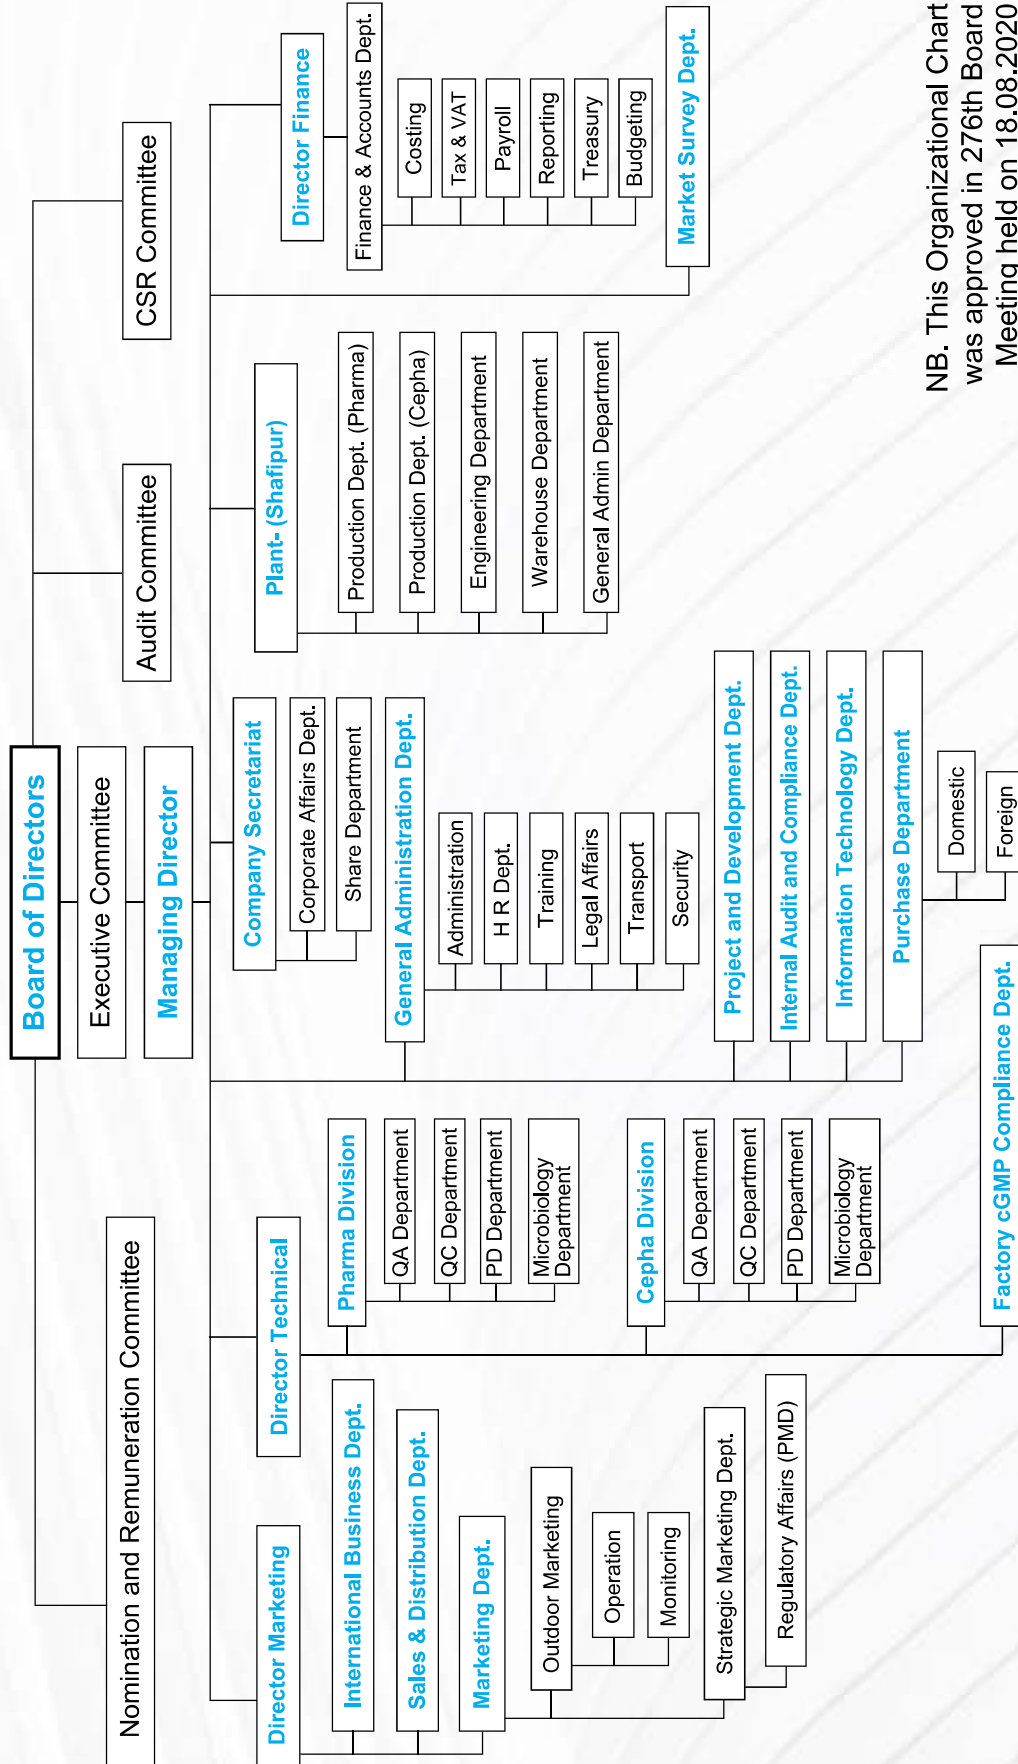 Board of Directors
Executive Committee
Managing Director
Nomination and Remuneration Committee
Audit Committee
CSR Committee
Director Marketing
International Business Dept.
Sales & Distribution Dept.
Marketing Dept.
Outdoor Marketing
Operation
Monitoring
Strategic Marketing Dept.
Regulatory Affairs (PMD)
Director Technical
Pharma Division
QA Department
QC Department
PD Department
Microbiology
Department
Cepha Division
QA Department
QC Department
PD Department
Microbiology
Department
Factory cGMP Compliance Dept.
Company Secretariat
Corporate Affairs Dept.
Share Department
General Administration Dept.
Administration
H R Dept.
Training
Legal Affairs
Transport
Security
Project and Development Dept.
Internal Audit and Compliance Dept.
Information Technology Dept.
Purchase Department
Domestic
Foreign
Plant- (Shafipur)
Production Dept. (Pharma)
Production Dept. (Cepha)
Engineering Department
Warehouse Department
General Admin Department
Director Finance
Finance & Accounts Dept.
Costing
Tax & VAT
Payroll
Reporting
Treasury
Budgeting
Market Survey Dept.
NB. This Organizational Chart
was approved in 276th Board
Meeting held on 18.08.2020